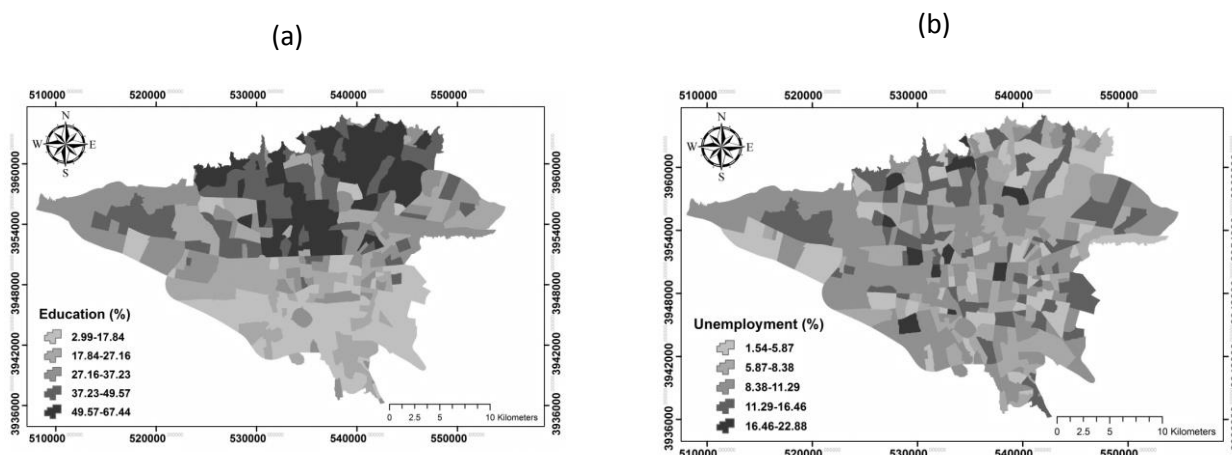 (a)
(b)
510000 520000 530000 540000 550000
N
W E
S
3960000
3954000
3948000
3942000
3936000
Education (%)
2.99-17.84
17.84-27.16
27.16-37.23
37.23-49.57
49.57-67.44
0 2.5 5 10 Kilometers
510000 520000 530000 540000 550000
510000 520000 530000 540000 550000
N
W E
S
3960000
3954000
3948000
3942000
3936000
Unemployment (%)
1.54-5.87
5.87-8.38
8.38-11.29
11.29-16.46
16.46-22.88
0 2.5 5 10 Kilometers
510000 520000 530000 540000 550000